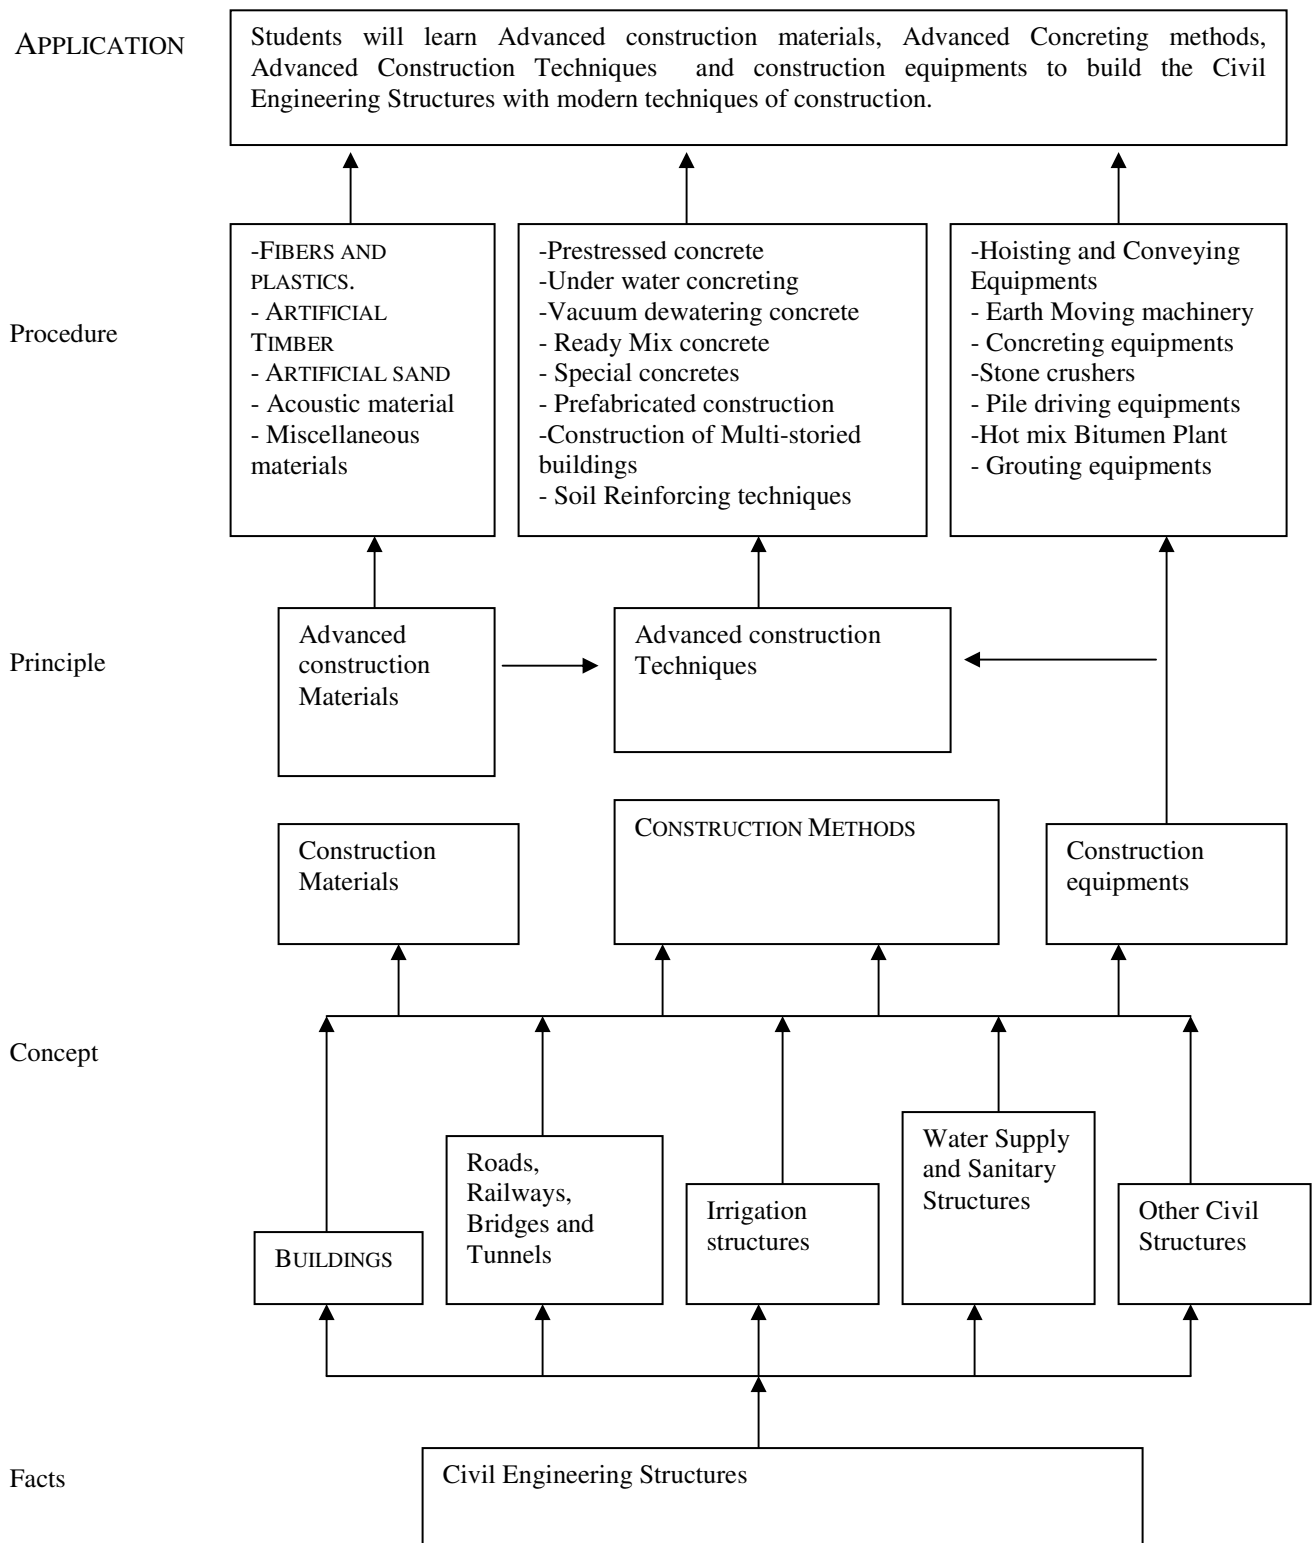 APPLICATION
Students will learn Advanced construction materials, Advanced Concreting methods,
Advanced Construction Techniques and construction equipments to build the Civil
Engineering Structures with modern techniques of construction.
Procedure
-FIBERS AND
PLASTICS.
- ARTIFICIAL
TIMBER
- ARTIFICIAL SAND
- Acoustic material
- Miscellaneous
materials
-Prestressed concrete
-Under water concreting
-Vacuum dewatering concrete
- Ready Mix concrete
- Special concretes
- Prefabricated construction
-Construction of Multi-storied
buildings
- Soil Reinforcing techniques
-Hoisting and Conveying
Equipments
- Earth Moving machinery
- Concreting equipments
-Stone crushers
- Pile driving equipments
-Hot mix Bitumen Plant
- Grouting equipments
Principle
Advanced
construction
Materials
Advanced construction
Techniques
Construction
Materials
CONSTRUCTION METHODS
Construction
equipments
Concept
BUILDINGS
Roads,
Railways,
Bridges and
Tunnels
Irrigation
structures
Water Supply
and Sanitary
Structures
Other Civil
Structures
Facts
Civil Engineering Structures